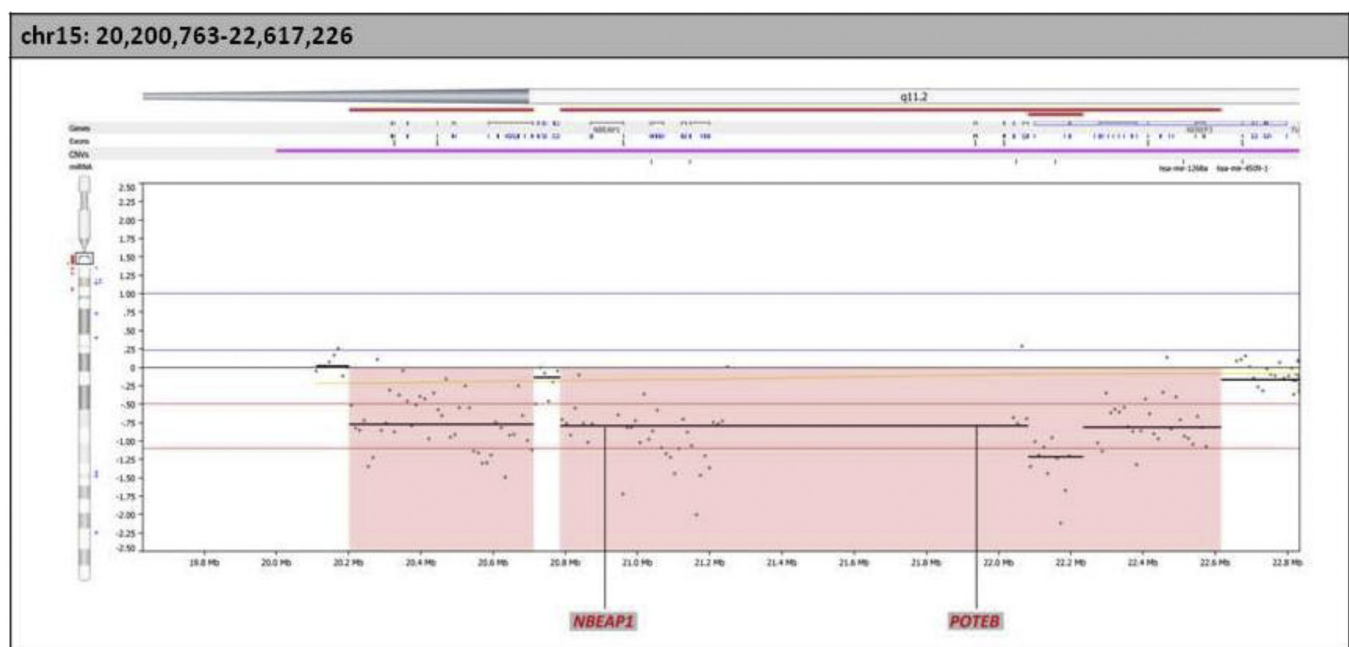 chr15: 20,200,763-22,617,226
q11.2
Genes
NBEAP1
Exons
CNVs
miRNA
hsa-mir-1268a hsa-mir-4509-1
2.50
2.25
2.00
1.75
1.50
1.25
1.00
.75
.50
.25
0
-0.25
-.50
-0.75
-1.00
-1.25
-1.50
-1.75
-2.00
-2.25
-2.50
19.8 Mb 20.0 Mb 20.2 Mb 20.4 Mb 20.6 Mb 20.8 Mb 21.0 Mb 21.2 Mb 21.4 Mb 21.6 Mb 21.8 Mb 22.0 Mb 22.2 Mb 22.4 Mb 22.6 Mb 22.8 Mb
NBEAP1 POTEB